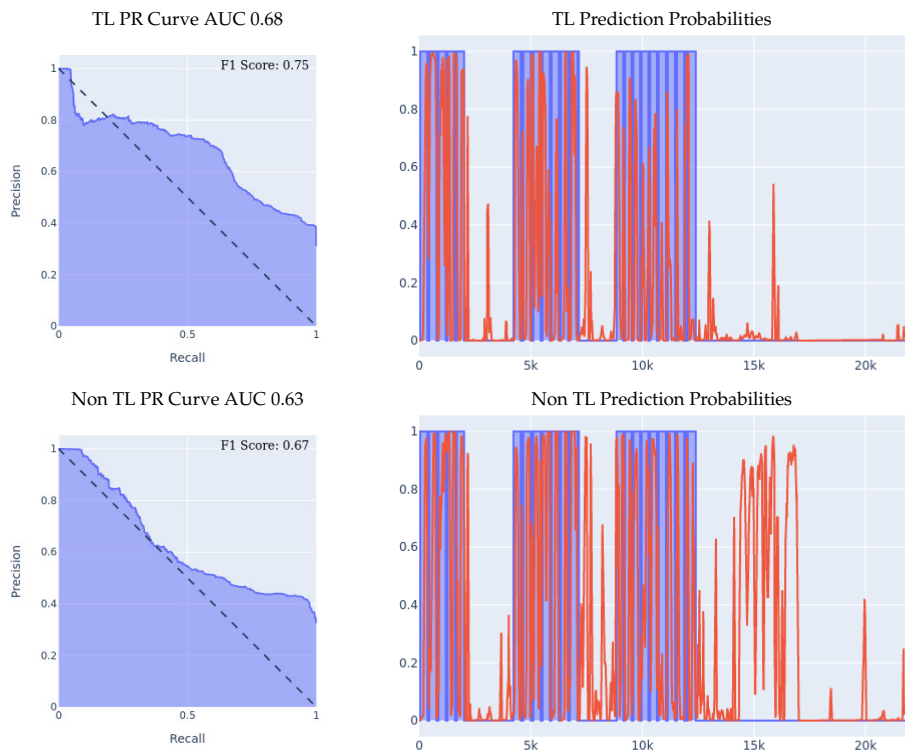 TL PR Curve AUC 0.68
F1 Score: 0.75
1
0.8
0.6
0.4
0.2
0
0
0.5
1
Precision
Recall
TL Prediction Probabilities
1
0.8
0.6
0.4
0.2
0
0
5k
10k
15k
20k
Non TL PR Curve AUC 0.63
F1 Score: 0.67
1
0.8
0.6
0.4
0.2
0
0
0.5
1
Precision
Recall
Non TL Prediction Probabilities
1
0.8
0.6
0.4
0.2
0
0
5k
10k
15k
20k